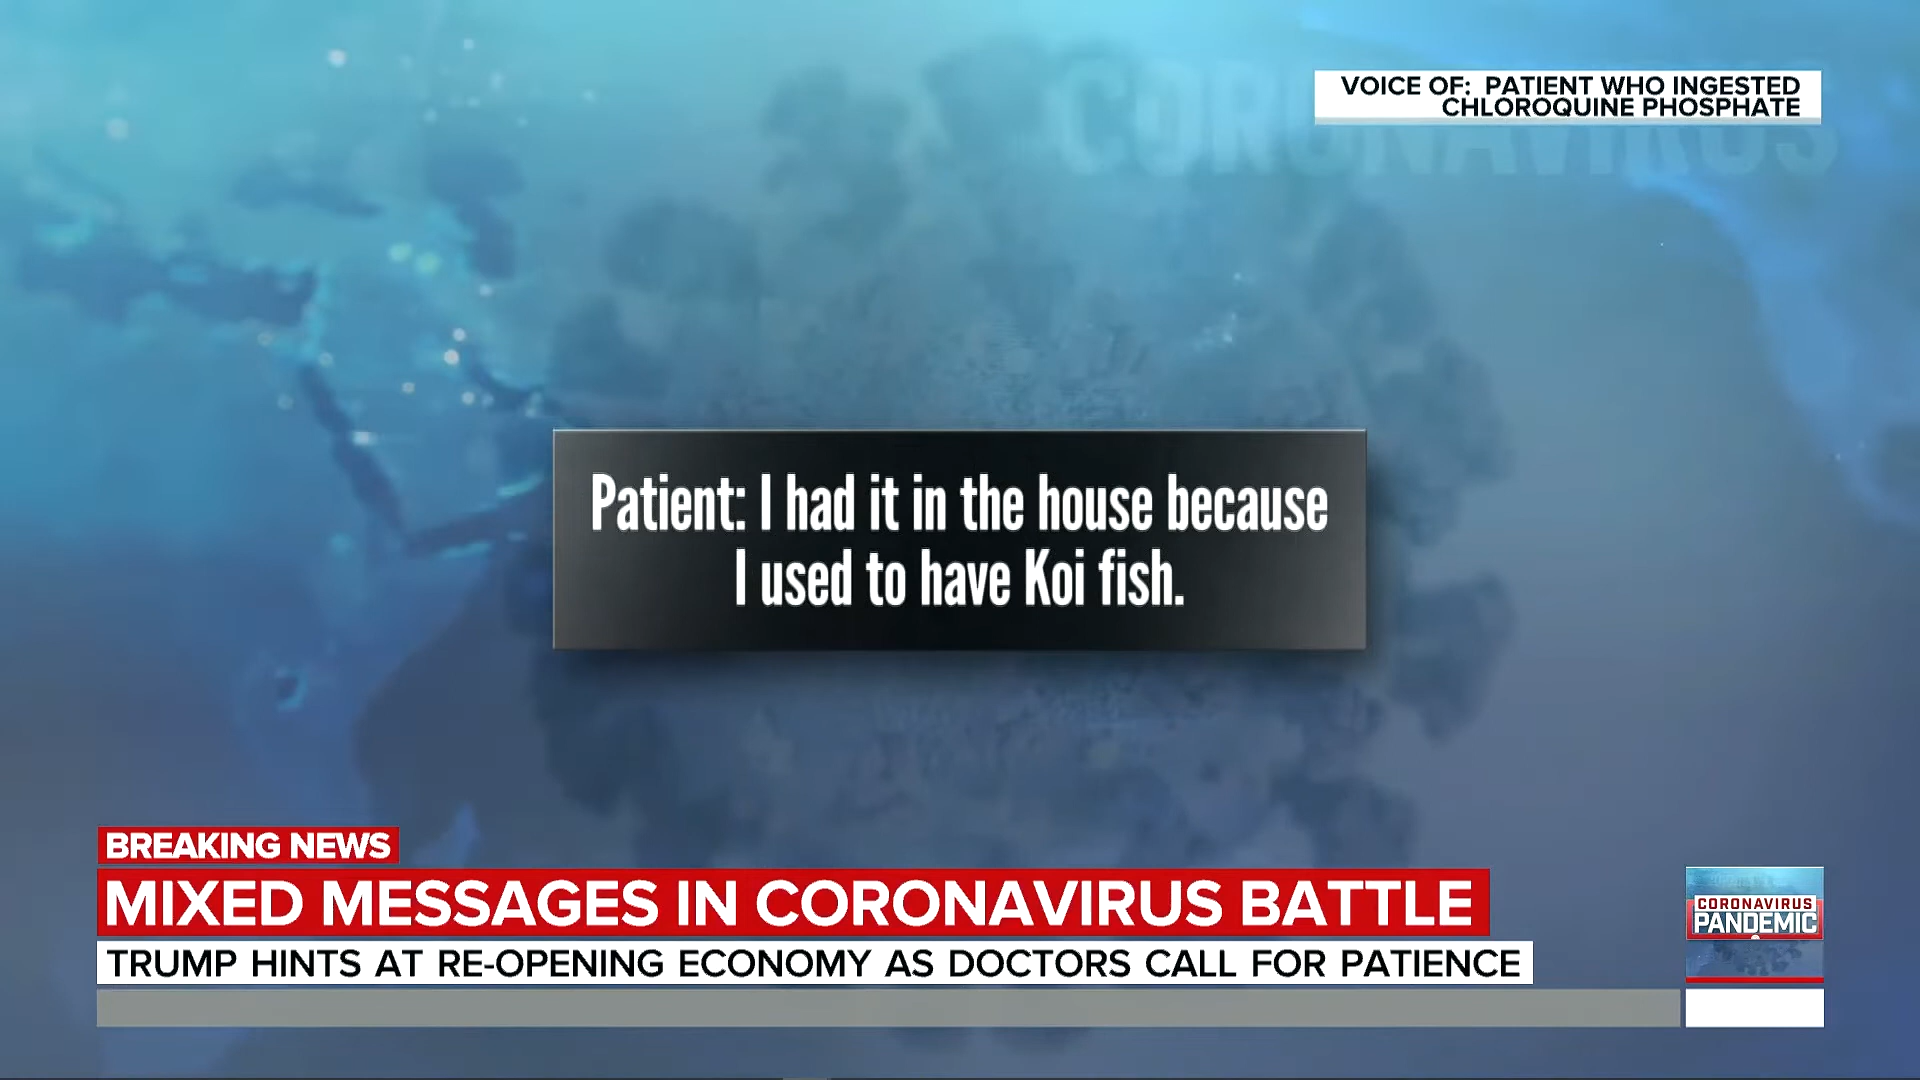 CORONAVIRUS
VOICE OF: PATIENT WHO INGESTED
CHLOROQUINE PHOSPHATE
Patient: I had it in the house because
I used to have Koi fish.
BREAKING NEWS
MIXED MESSAGES IN CORONAVIRUS BATTLE
TRUMP HINTS AT RE-OPENING ECONOMY AS DOCTORS CALL FOR PATIENCE
CORONAVIRUS
PANDEMIC